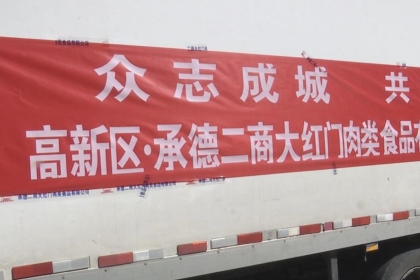 众志成城 共
高新区·承德二商大红门肉类食品